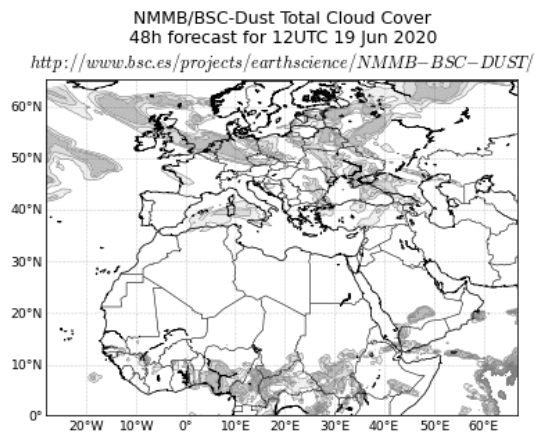 NMMB/BSC-Dust Total Cloud Cover
48h forecast for 12UTC 19 Jun 2020
http://www.bsc.es/projects/earthscience/NMMB−BSC−DUST/
60°N
50°N
40°N
30°N
20°N
10°N
0°
20°W 10°W 0° 10°E 20°E 30°E 40°E 50°E 60°E